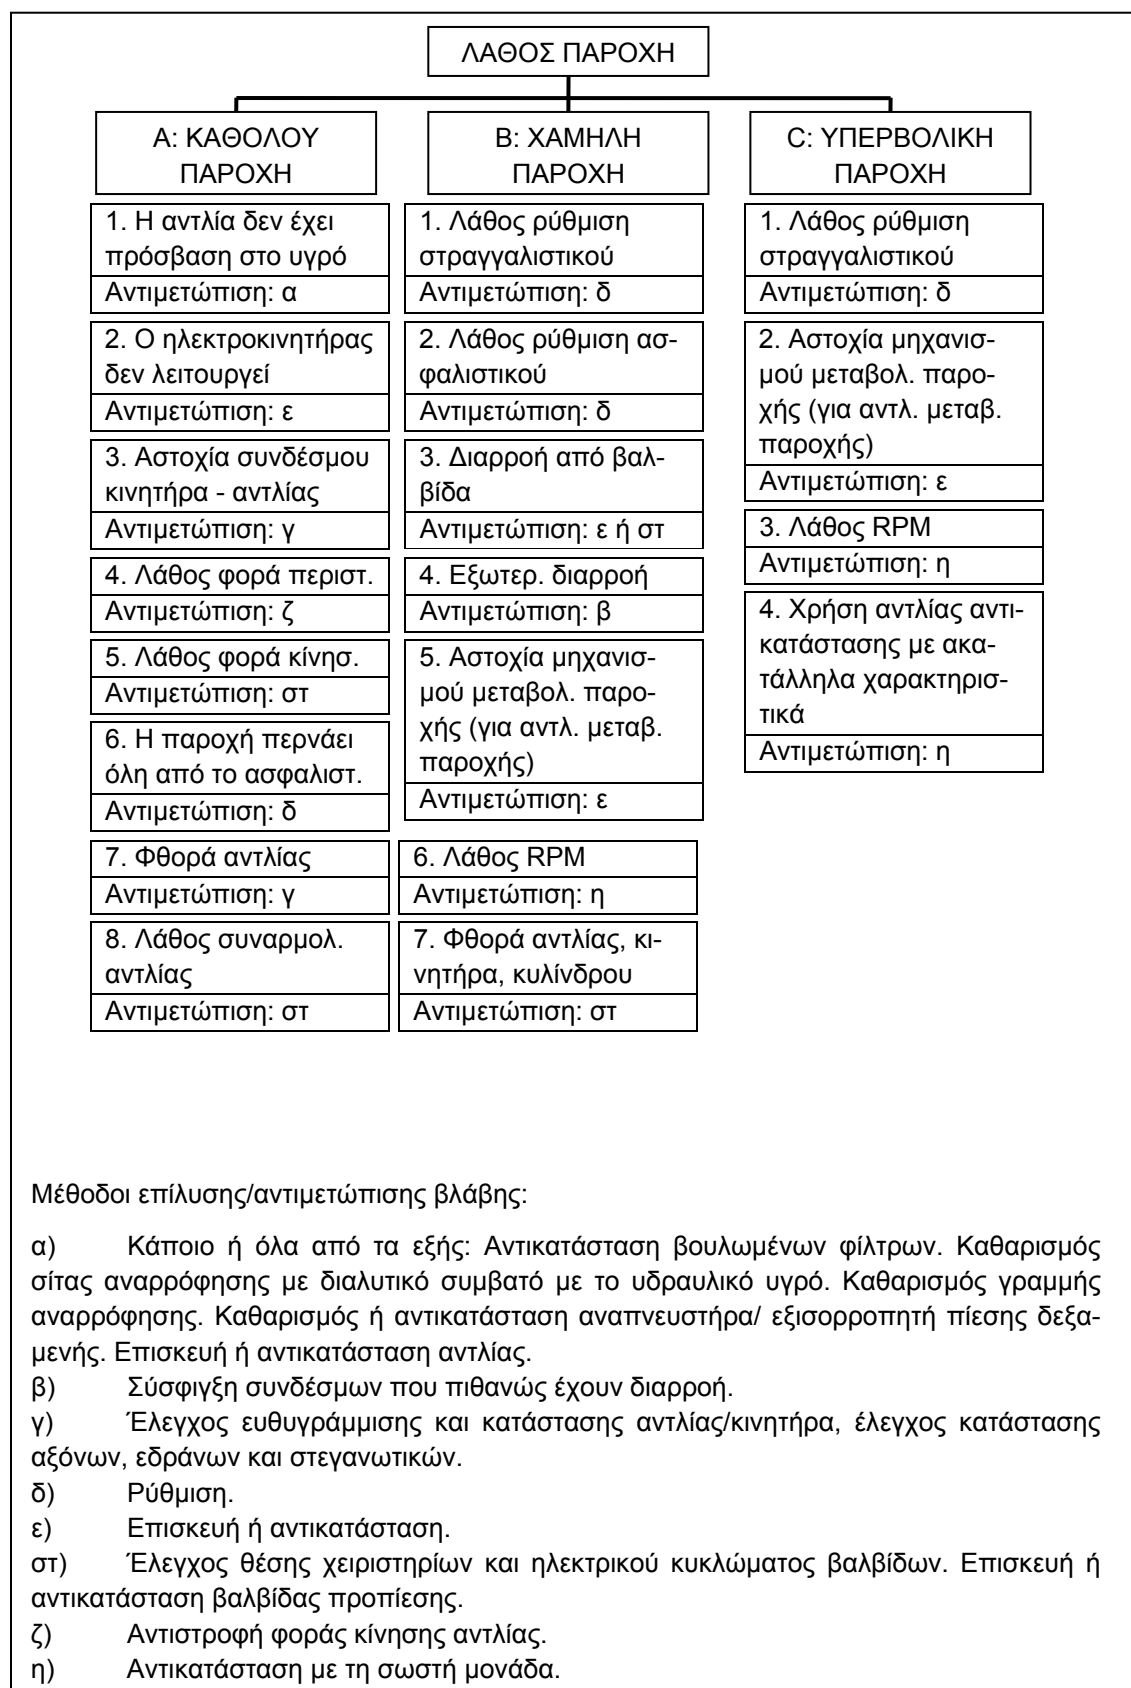 ΛΑΘΟΣ ΠΑΡΟΧΗ
Α: ΚΑΘΟΛΟΥ
ΠΑΡΟΧΗ
1. Η αντλία δεν έχει
πρόσβαση στο υγρό
Αντιμετώπιση: α
2. Ο ηλεκτροκινητήρας
δεν λειτουργεί
Αντιμετώπιση: ε
3. Αστοχία συνδέσμου
κινητήρα - αντλίας
Αντιμετώπιση: γ
4. Λάθος φορά περιστ.
Αντιμετώπιση: ζ
5. Λάθος φορά κίνησ.
Αντιμετώπιση: στ
6. Η παροχή περνάει
όλη από το ασφαλιστ.
Αντιμετώπιση: δ
7. Φθορά αντλίας
Αντιμετώπιση: γ
8. Λάθος συναρμολ.
αντλίας
Αντιμετώπιση: στ
Β: ΧΑΜΗΛΗ
ΠΑΡΟΧΗ
1. Λάθος ρύθμιση
στραγγαλιστικού
Αντιμετώπιση: δ
2. Λάθος ρύθμιση ασ-
φαλιστικού
Αντιμετώπιση: δ
3. Διαρροή από βαλ-
βίδα
Αντιμετώπιση: ε ή στ
4. Εξωτερ. διαρροή
Αντιμετώπιση: β
5. Αστοχία μηχανισ-
μού μεταβολ. παρο-
χής (για αντλ. μεταβ.
παροχής)
Αντιμετώπιση: ε
6. Λάθος RPM
Αντιμετώπιση: η
7. Φθορά αντλίας, κι-
νητήρα, κυλίνδρου
Αντιμετώπιση: στ
C: ΥΠΕΡΒΟΛΙΚΗ
ΠΑΡΟΧΗ
1. Λάθος ρύθμιση
στραγγαλιστικού
Αντιμετώπιση: δ
2. Αστοχία μηχανισ-
μού μεταβολ. παρο-
χής (για αντλ. μεταβ.
παροχής)
Αντιμετώπιση: ε
3. Λάθος RPM
Αντιμετώπιση: η
4. Χρήση αντλίας αντι-
κατάστασης με ακα-
τάλληλα χαρακτηρισ-
τικά
Αντιμετώπιση: η
Μέθοδοι επίλυσης/αντιμετώπισης βλάβης:
α) Κάποιο ή όλα από τα εξής: Αντικατάσταση βουλωμένων φίλτρων. Καθαρισμός
σίτας αναρρόφησης με διαλυτικό συμβατό με το υδραυλικό υγρό. Καθαρισμός γραμμής
αναρρόφησης. Καθαρισμός ή αντικατάσταση αναπνευστήρα/ εξισορροπητή πίεσης δεξα-
μενής. Επισκευή ή αντικατάσταση αντλίας.
β) Σύσφιγξη συνδέσμων που πιθανώς έχουν διαρροή.
γ) Έλεγχος ευθυγράμμισης και κατάστασης αντλίας/κινητήρα, έλεγχος κατάστασης
αξόνων, εδράνων και στεγανωτικών.
δ) Ρύθμιση.
ε) Επισκευή ή αντικατάσταση.
στ) Έλεγχος θέσης χειριστηρίων και ηλεκτρικού κυκλώματος βαλβίδων. Επισκευή ή
αντικατάσταση βαλβίδας προπίεσης.
ζ) Αντιστροφή φοράς κίνησης αντλίας.
η) Αντικατάσταση με τη σωστή μονάδα.